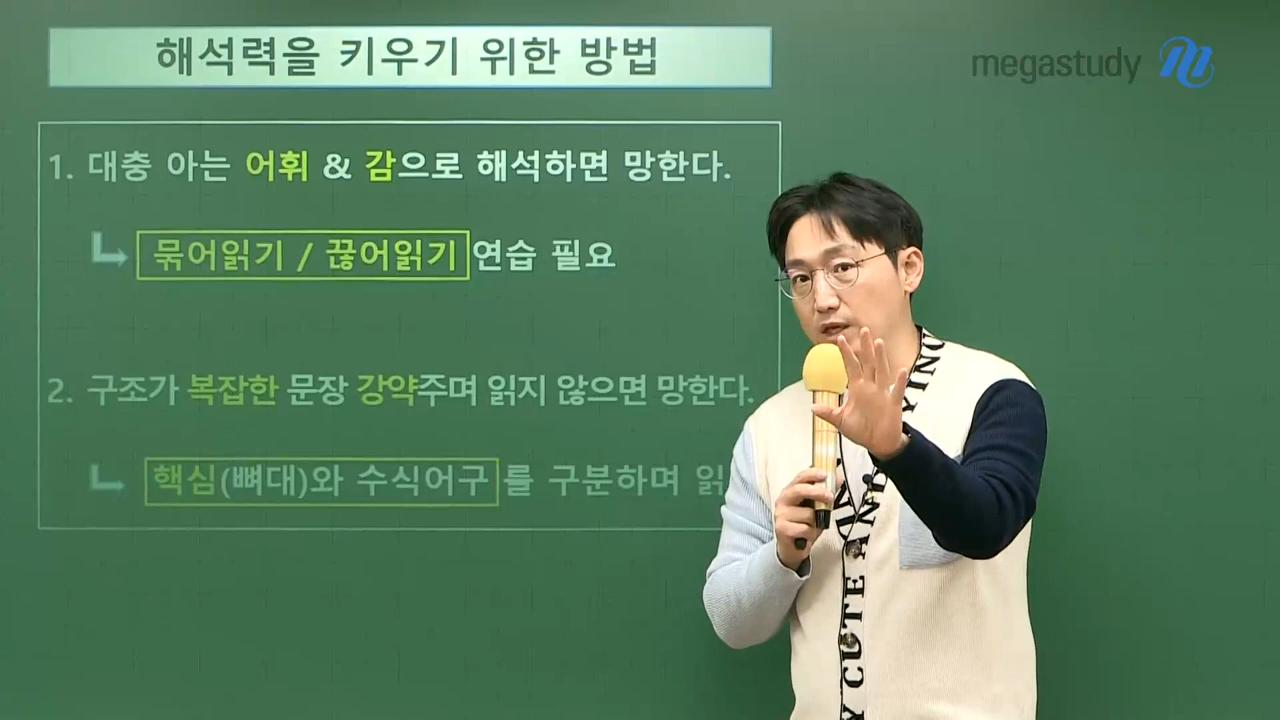 해석력을 키우기 위한 방법
megastudy
1. 대충 아는 어휘 & 감으로 해석하면 망한다.
묶어읽기 / 끊어읽기 연습 필요
2. 구조가 복잡한 문장 강약주며 읽지 않으면 망한다.
핵심(뼈대)와 수식어구 를 구분하며 읽
CUTE AND